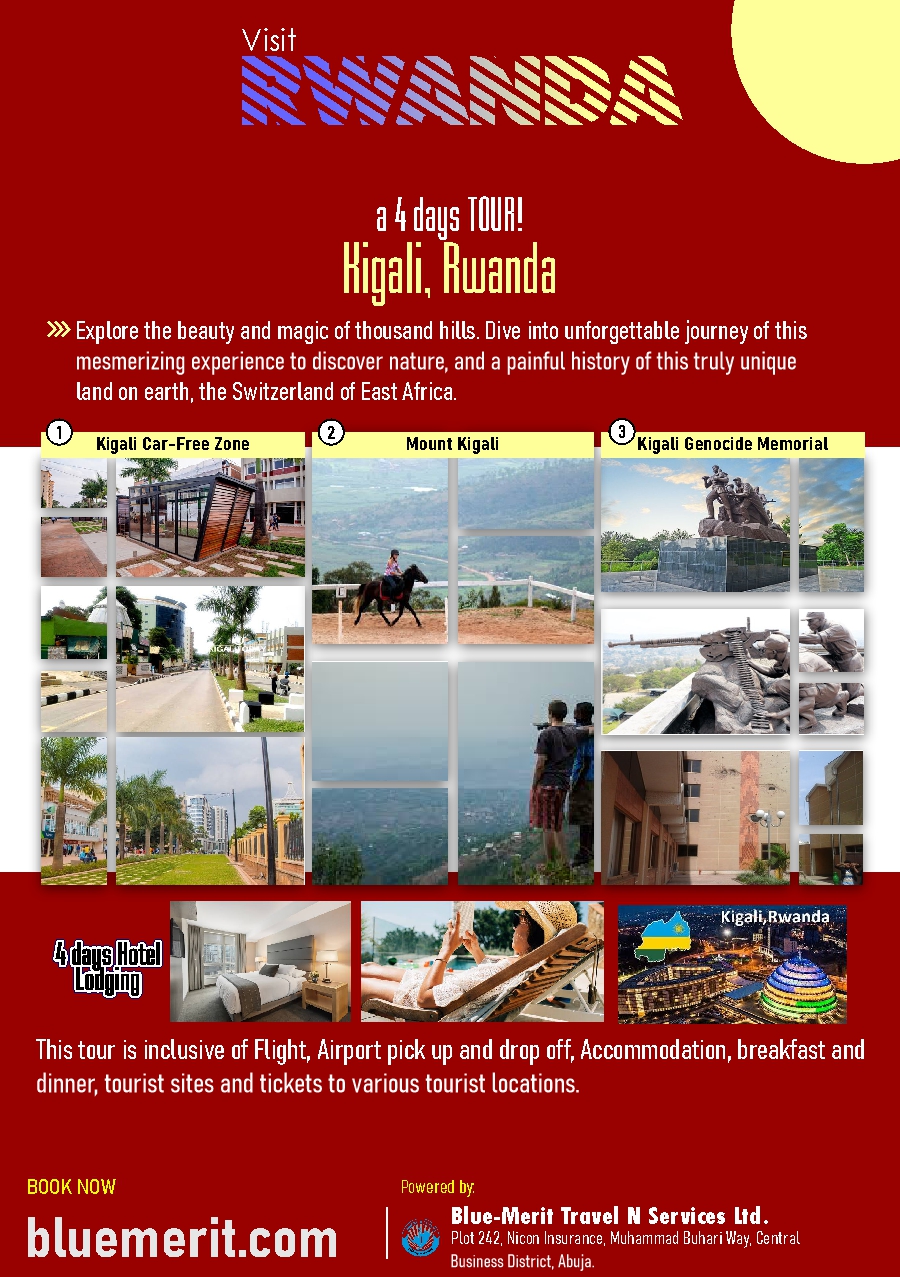 Visit
RWANDA
a 4 days TOUR!
Kigali, Rwanda
Explore the beauty and magic of thousand hills. Dive into unforgettable journey of this
mesmerizing experience to discover nature, and a painful history of this truly unique
land on earth, the Switzerland of East Africa.
1 Kigali Car-Free Zone
2 Mount Kigali
3 Kigali Genocide Memorial
4 days Hotel
Lodging
Kigali,Rwanda
This tour is inclusive of Flight, Airport pick up and drop off, Accommodation, breakfast and
dinner, tourist sites and tickets to various tourist locations.
BOOK NOW
bluemerit.com
Powered by:
Blue-Merit Travel N Services Ltd.
Plot 242, Nicon Insurance, Muhammad Buhari Way, Central
Business District, Abuja.